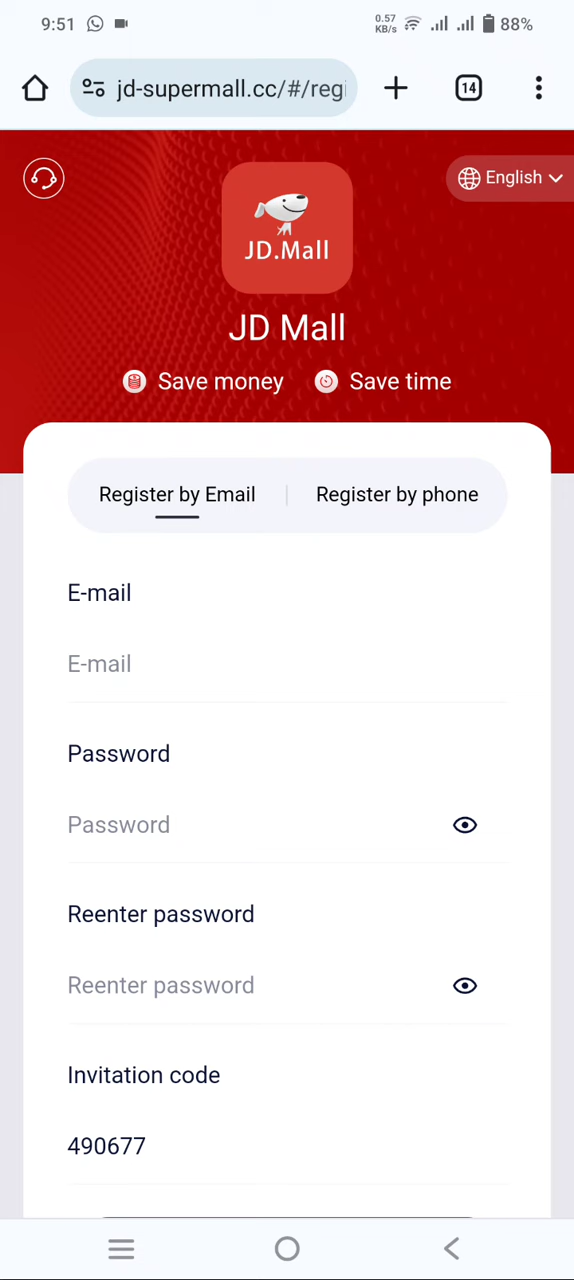 9:51 0.57 KB/s 88%
jd-supermall.cc/#/regi 14
English
JD.Mall
JD Mall
Save money Save time
Register by Email Register by phone
E-mail
E-mail
Password
Password
Reenter password
Reenter password
Invitation code
490677